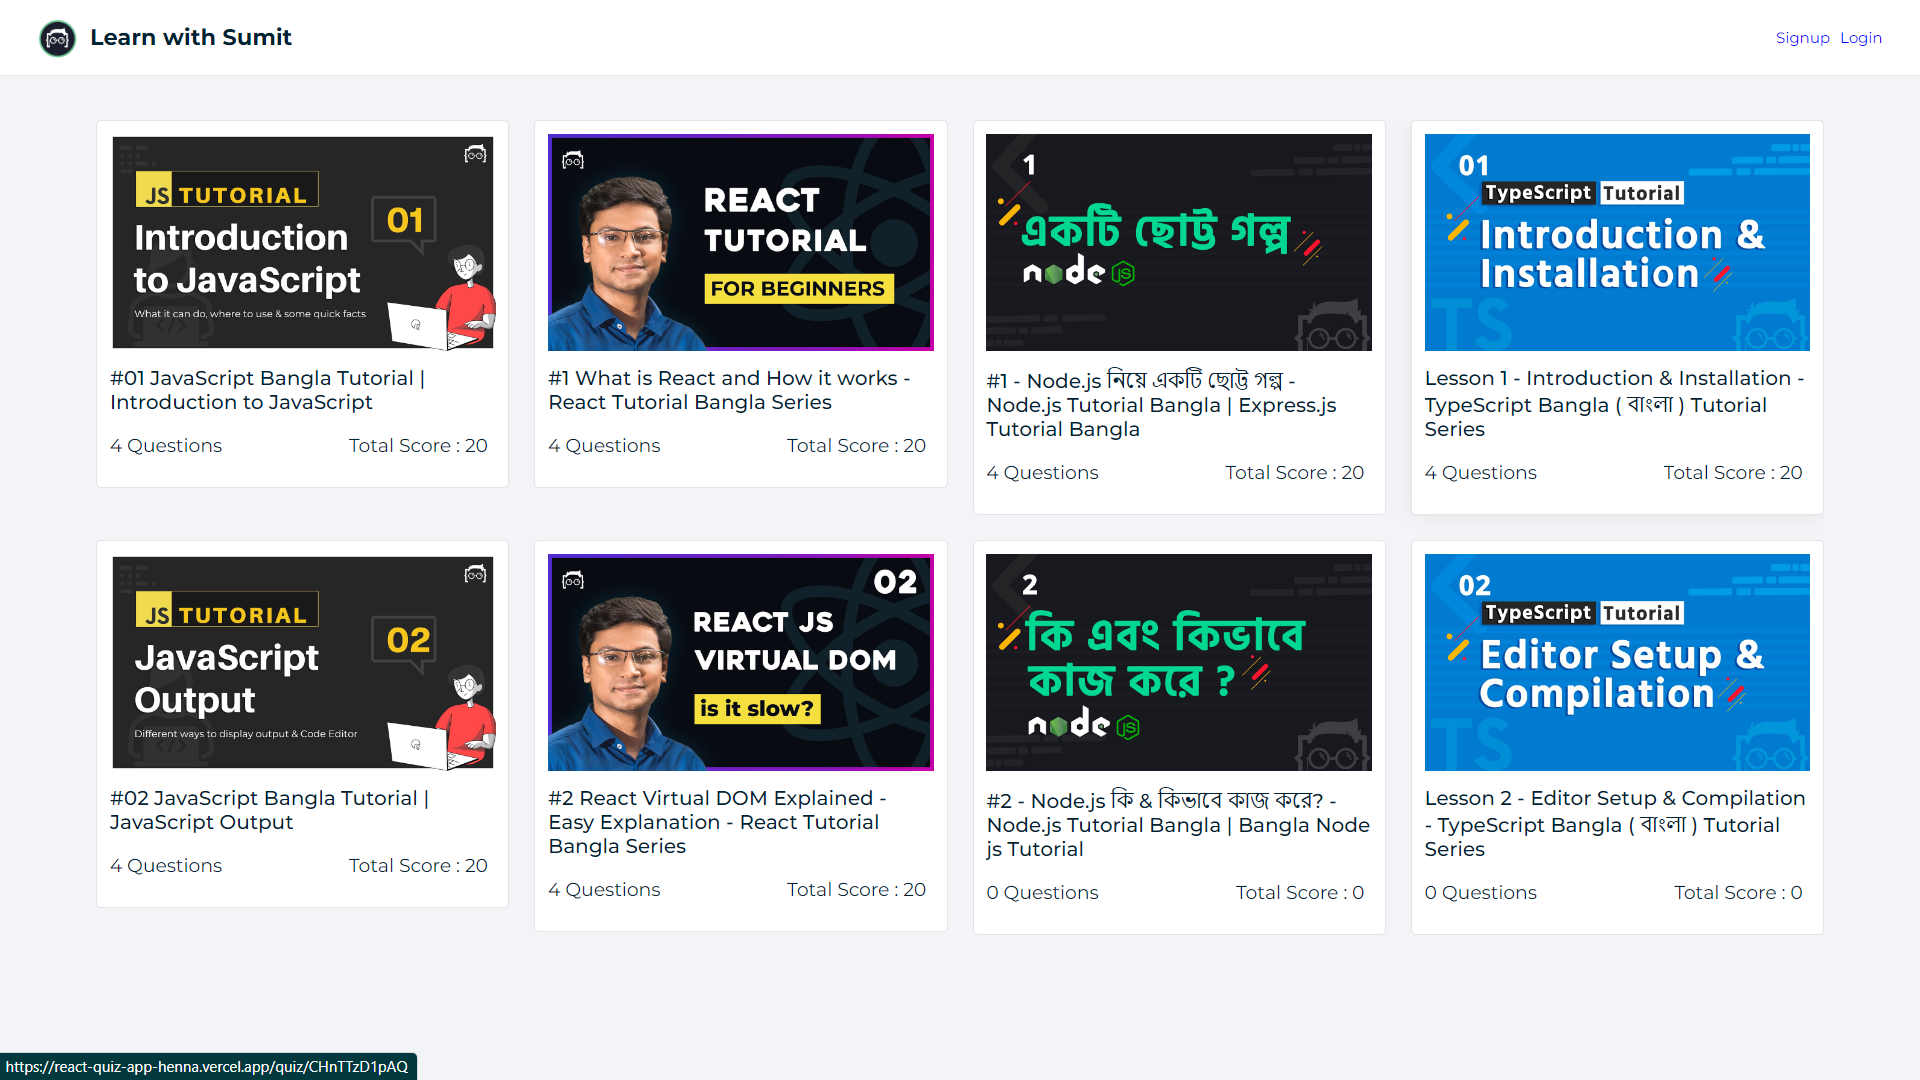 Learn with Sumit
Signup Login
JS TUTORIAL
01
Introduction
to JavaScript
What it can do, where to use & some quick facts
#01 JavaScript Bangla Tutorial |
Introduction to JavaScript
4 Questions Total Score : 20
REACT
TUTORIAL
FOR BEGINNERS
#1 What is React and How it works -
React Tutorial Bangla Series
4 Questions Total Score : 20
1
একটি ছোট্ট গল্প
node JS
#1 - Node.js নিয়ে একটি ছোট্ট গল্প -
Node.js Tutorial Bangla | Express.js
Tutorial Bangla
4 Questions Total Score : 20
01
TypeScript Tutorial
Introduction &
Installation
TS
Lesson 1 - Introduction & Installation -
TypeScript Bangla ( বাংলা ) Tutorial
Series
4 Questions Total Score : 20
JS TUTORIAL
02
JavaScript
Output
Different ways to display output & Code Editor
#02 JavaScript Bangla Tutorial |
JavaScript Output
4 Questions Total Score : 20
02
REACT JS
VIRTUAL DOM
is it slow?
#2 React Virtual DOM Explained -
Easy Explanation - React Tutorial
Bangla Series
4 Questions Total Score : 20
2
কি এবং কিভাবে
কাজ করে ?
node JS
#2 - Node.js কি & কিভাবে কাজ করে? -
Node.js Tutorial Bangla | Bangla Node
js Tutorial
0 Questions Total Score : 0
02
TypeScript Tutorial
Editor Setup &
Compilation
TS
Lesson 2 - Editor Setup & Compilation
- TypeScript Bangla ( বাংলা ) Tutorial
Series
0 Questions Total Score : 0
https://react-quiz-app-henna.vercel.app/quiz/CHnTTzD1pAQ